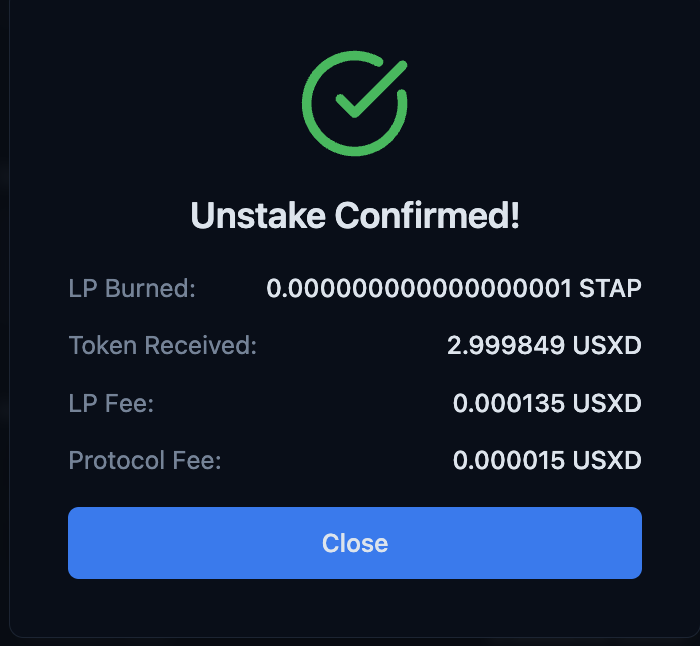 Unstake Confirmed!
LP Burned: 0.000000000000000001 STAP
Token Received: 2.999849 USXD
LP Fee: 0.000135 USXD
Protocol Fee: 0.000015 USXD
Close